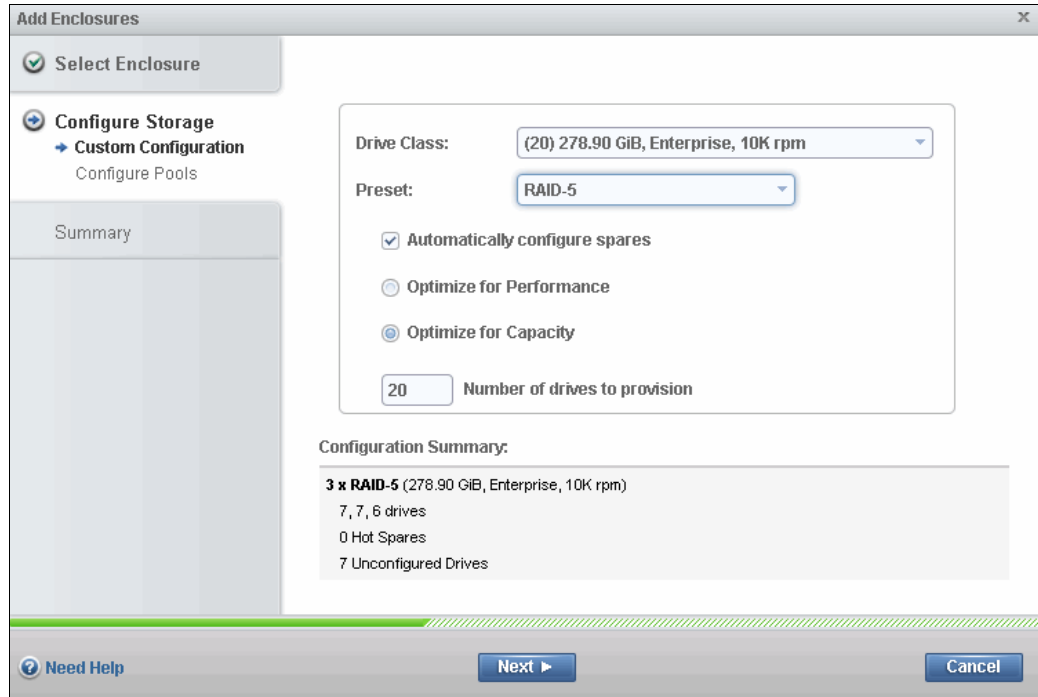 Add Enclosures x
Select Enclosure
Configure Storage
Custom Configuration
Configure Pools
Summary
Drive Class: (20) 278.90 GiB, Enterprise, 10K rpm
Preset: RAID-5
Automatically configure spares
Optimize for Performance
Optimize for Capacity
20 Number of drives to provision
Configuration Summary:
3 x RAID-5 (278.90 GiB, Enterprise, 10K rpm)
7, 7, 6 drives
0 Hot Spares
7 Unconfigured Drives
? Need Help Next Cancel